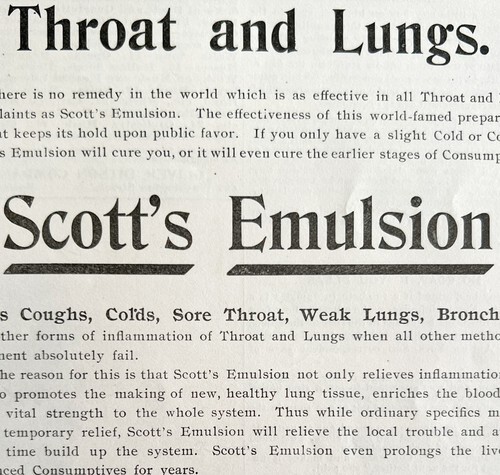 Throat and Lungs.
here is no remedy in the world which is as effective in all Throat and
laints as Scott's Emulsion. The effectiveness of this world-famed prepar
t keeps its hold upon public favor. If you only have a slight Cold or Co
s Emulsion will cure you, or it will even cure the earlier stages of Consump
Scott's Emulsion
s Coughs, Colds, Sore Throat, Weak Lungs, Bronch
ther forms of inflammation of Throat and Lungs when all other metho
ment absolutely fail.
he reason for this is that Scott's Emulsion not only relieves inflammation
o promotes the making of new, healthy lung tissue, enriches the blood
vital strength to the whole system. Thus while ordinary specifics m
temporary relief, Scott's Emulsion will relieve the local trouble and a
time build up the system. Scott's Emulsion even prolongs the live
nced Consumptives for years.